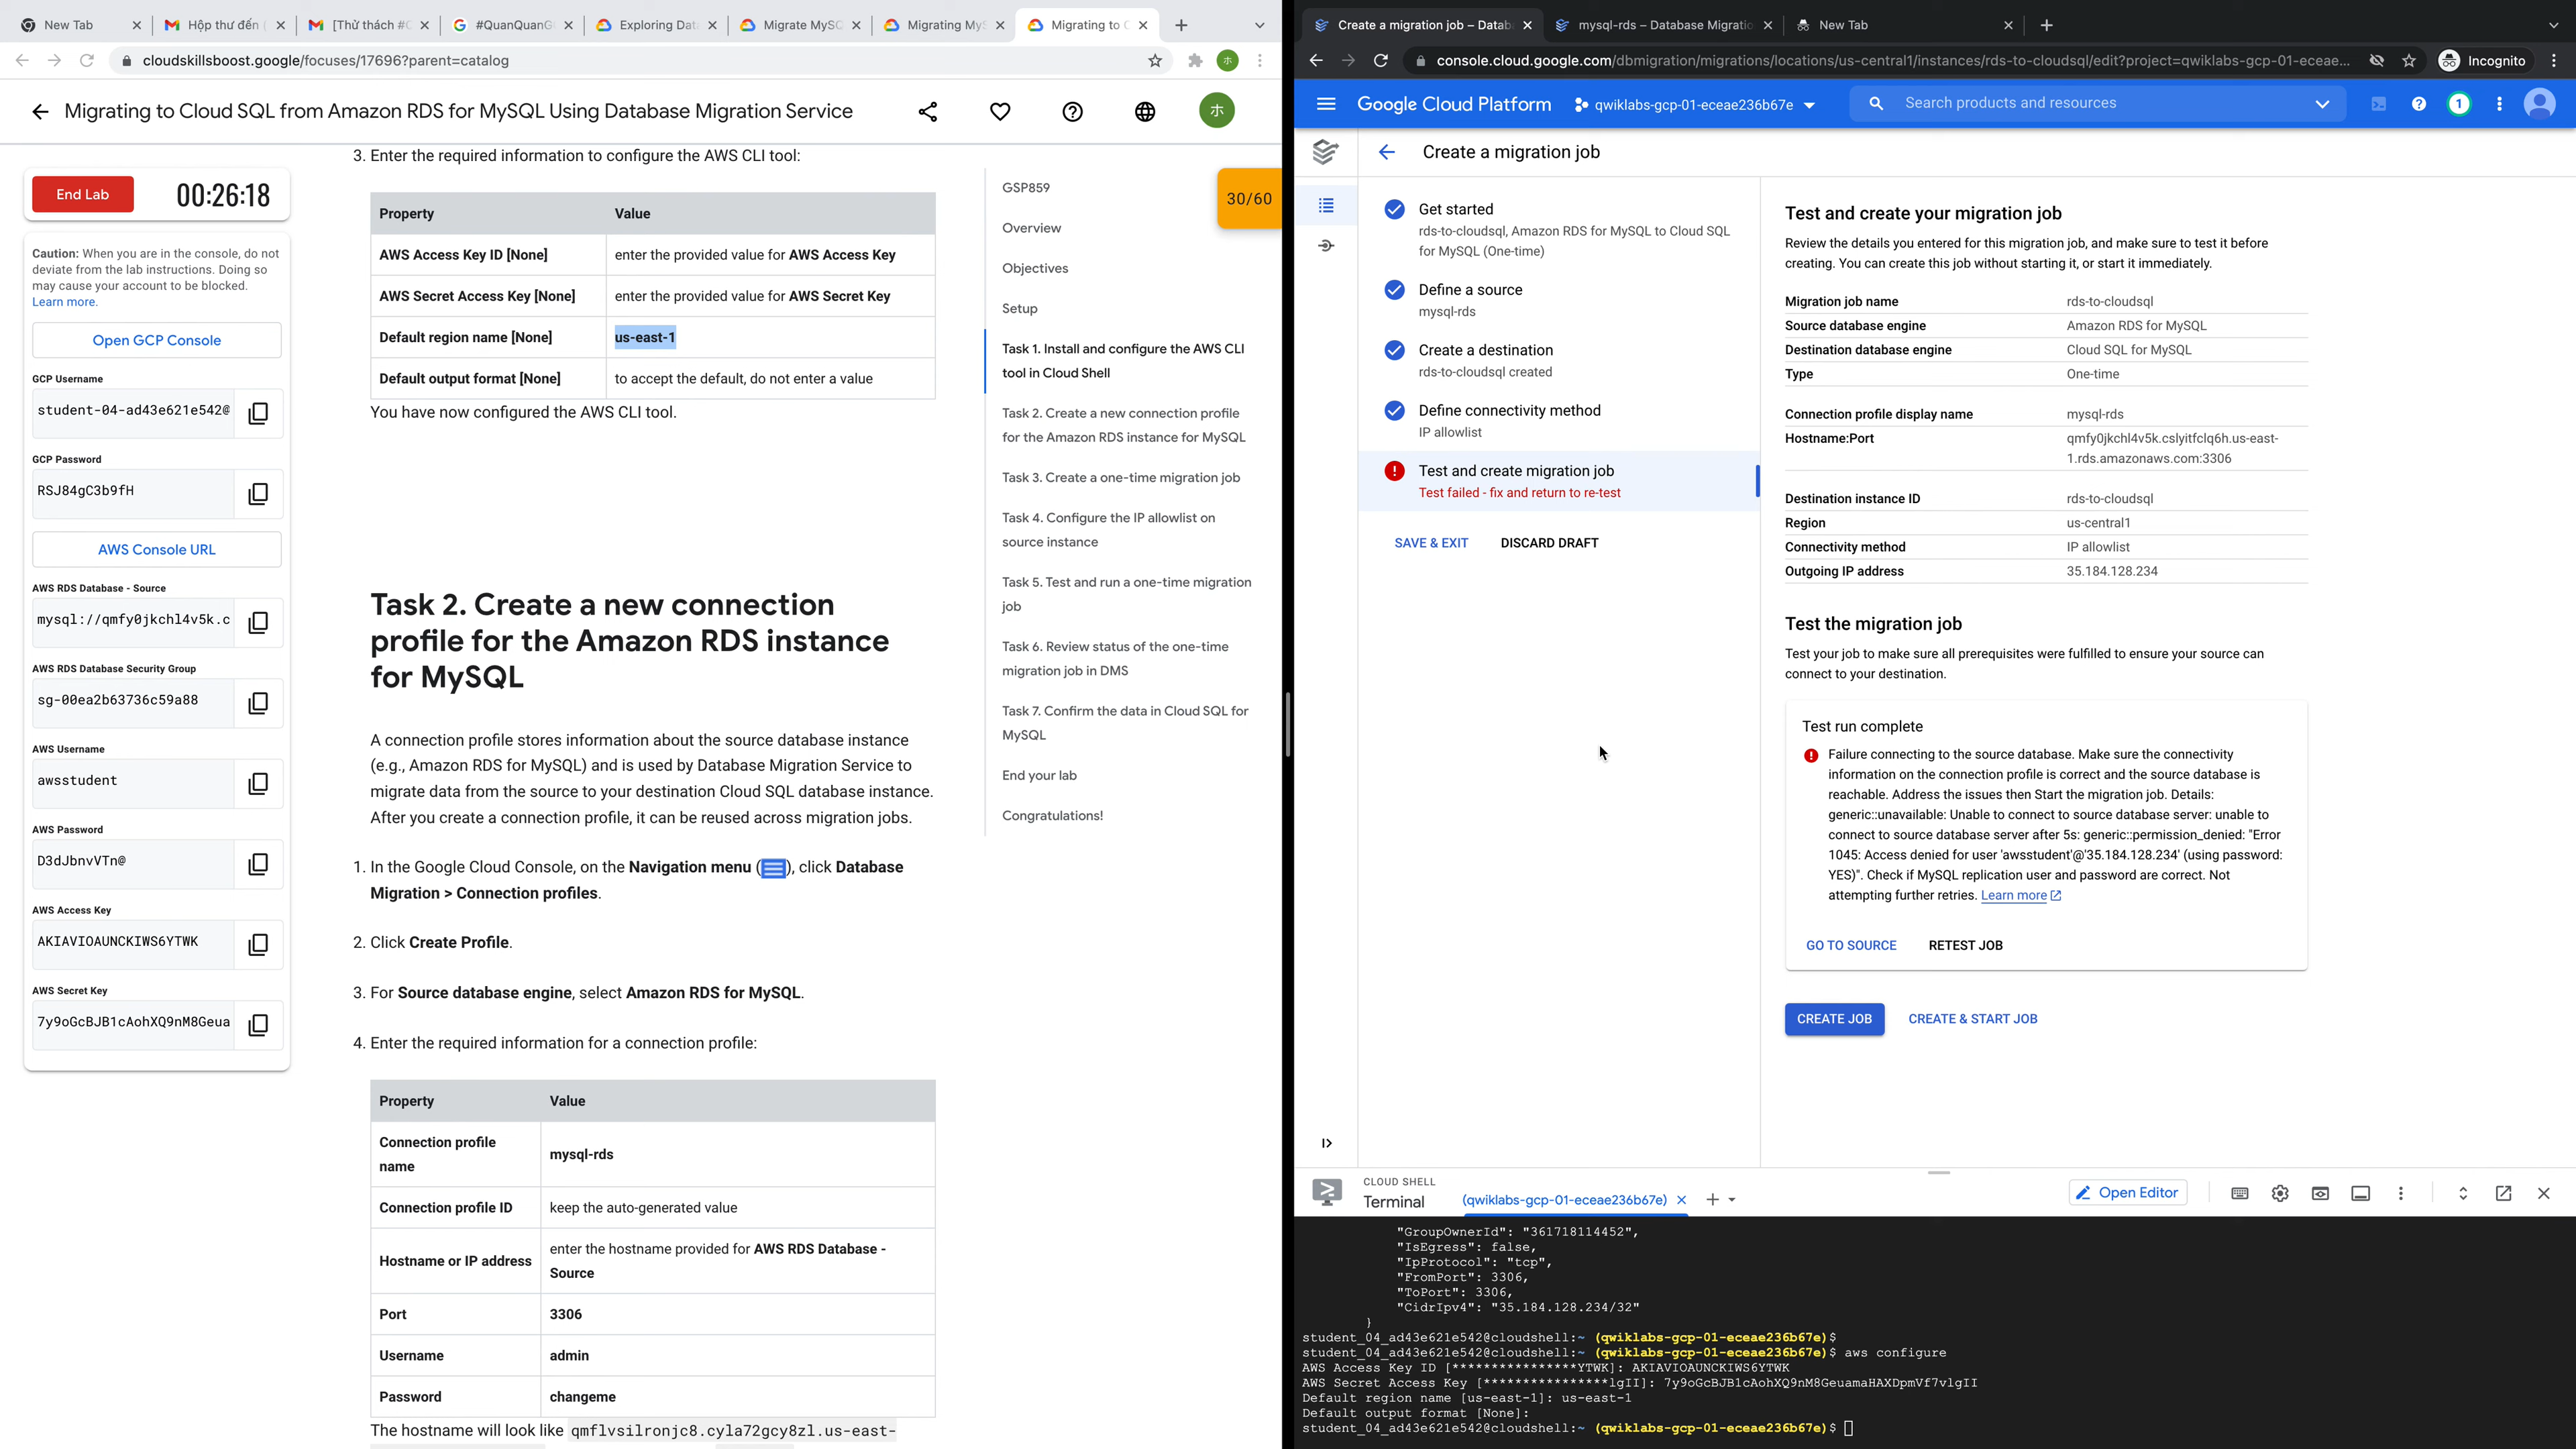 New Tab
Hộp thư đến (
[Thử thách #C
#QuanQuanG
Exploring Dat
Migrate MySC
Migrating MyS
Migrating to C
cloudskillsboost.google/focuses/17696?parent=catalog
Migrating to Cloud SQL from Amazon RDS for MySQL Using Database Migration Service
ホ
End Lab
00:26:18
Caution: When you are in the console, do not
deviate from the lab instructions. Doing so
may cause your account to be blocked.
Learn more.
Open GCP Console
GCP Username
student-04-ad43e621e542@
GCP Password
RSJ84gC3b9fH
AWS Console URL
AWS RDS Database - Source
mysql://qmfy0jkchl4v5k.c
AWS RDS Database Security Group
sg-00ea2b63736c59a88
AWS Username
awsstudent
AWS Password
D3dJbnvVTn@
AWS Access Key
AKIAVIOAUNCKIWS6YTWK
AWS Secret Key
7y9oGcBJB1cAohXQ9nM8Geua
3. Enter the required information to configure the AWS CLI tool:
Property Value
AWS Access Key ID [None] enter the provided value for AWS Access Key
AWS Secret Access Key [None] enter the provided value for AWS Secret Key
Default region name [None] us-east-1
Default output format [None] to accept the default, do not enter a value
You have now configured the AWS CLI tool.
Task 2. Create a new connection
profile for the Amazon RDS instance
for MySQL
A connection profile stores information about the source database instance
(e.g., Amazon RDS for MySQL) and is used by Database Migration Service to
migrate data from the source to your destination Cloud SQL database instance.
After you create a connection profile, it can be reused across migration jobs.
1. In the Google Cloud Console, on the Navigation menu (), click Database
Migration > Connection profiles.
2. Click Create Profile.
3. For Source database engine, select Amazon RDS for MySQL.
4. Enter the required information for a connection profile:
Property Value
Connection profile
name
mysql-rds
Connection profile ID keep the auto-generated value
Hostname or IP address
enter the hostname provided for AWS RDS Database -
Source
Port 3306
Username admin
Password changeme
The hostname will look like qmflvsilronjc8.cyla72gcy8zl.us-east-
30/60
GSP859
Overview
Objectives
Setup
Task 1. Install and configure the AWS CLI
tool in Cloud Shell
Task 2. Create a new connection profile
for the Amazon RDS instance for MySQL
Task 3. Create a one-time migration job
Task 4. Configure the IP allowlist on
source instance
Task 5. Test and run a one-time migration
job
Task 6. Review status of the one-time
migration job in DMS
Task 7. Confirm the data in Cloud SQL for
MySQL
End your lab
Congratulations!
Create a migration job – Datab
mysql-rds – Database Migratio
New Tab
console.cloud.google.com/dbmigration/migrations/locations/us-central1/instances/rds-to-cloudsql/edit?project=qwiklabs-gcp-01-eceae...
Incognito
Google Cloud Platform
qwiklabs-gcp-01-eceae236b67e
Search products and resources
1
Create a migration job
Get started
rds-to-cloudsql, Amazon RDS for MySQL to Cloud SQL
for MySQL (One-time)
Define a source
mysql-rds
Create a destination
rds-to-cloudsql created
Define connectivity method
IP allowlist
Test and create migration job
Test failed - fix and return to re-test
SAVE & EXIT DISCARD DRAFT
Test and create your migration job
Review the details you entered for this migration job, and make sure to test it before
creating. You can create this job without starting it, or start it immediately.
Migration job name rds-to-cloudsql
Source database engine Amazon RDS for MySQL
Destination database engine Cloud SQL for MySQL
Type One-time
Connection profile display name mysql-rds
Hostname:Port qmfy0jkchl4v5k.cslyitfclq6h.us-east-
1.rds.amazonaws.com:3306
Destination instance ID rds-to-cloudsql
Region us-central1
Connectivity method IP allowlist
Outgoing IP address 35.184.128.234
Test the migration job
Test your job to make sure all prerequisites were fulfilled to ensure your source can
connect to your destination.
Test run complete
Failure connecting to the source database. Make sure the connectivity
information on the connection profile is correct and the source database is
reachable. Address the issues then Start the migration job. Details:
generic::unavailable: Unable to connect to source database server: unable to
connect to source database server after 5s: generic::permission_denied: "Error
1045: Access denied for user 'awsstudent'@'35.184.128.234' (using password:
YES)". Check if MySQL replication user and password are correct. Not
attempting further retries. Learn more
GO TO SOURCE RETEST JOB
CREATE JOB CREATE & START JOB
CLOUD SHELL
Terminal
(qwiklabs-gcp-01-eceae236b67e)
Open Editor
"GroupOwnerId": "361718114452",
"IsEgress": false,
"IpProtocol": "tcp",
"FromPort": 3306,
"ToPort": 3306,
"CidrIpv4": "35.184.128.234/32"
}
student_04_ad43e621e542@cloudshell:~ (qwiklabs-gcp-01-eceae236b67e)$
student_04_ad43e621e542@cloudshell:~ (qwiklabs-gcp-01-eceae236b67e)$ aws configure
AWS Access Key ID [****************YTWK]: AKIAVIOAUNCKIWS6YTWK
AWS Secret Access Key [****************lgII]: 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
Default region name [us-east-1]: us-east-1
Default output format [None]:
student_04_ad43e621e542@cloudshell:~ (qwiklabs-gcp-01-eceae236b67e)$